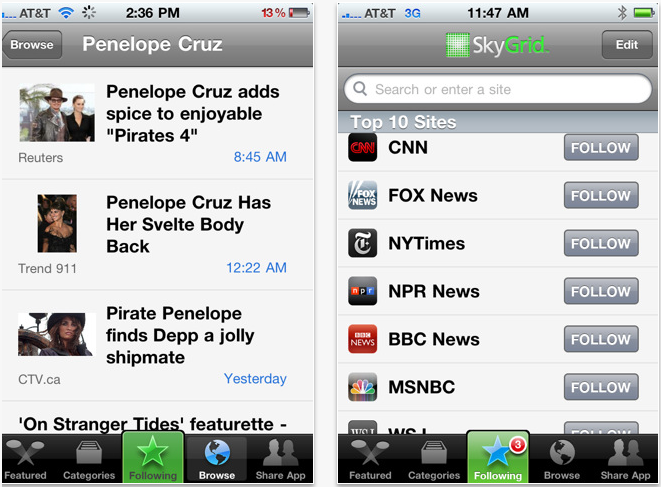 AT&T 2:36 PM 13%
Browse Penelope Cruz
Penelope Cruz adds
spice to enjoyable
"Pirates 4"
Reuters 8:45 AM
Penelope Cruz Has
Her Svelte Body
Back
Trend 911 12:22 AM
Pirate Penelope
finds Depp a jolly
shipmate
CTV.ca Yesterday
'On Stranger Tides' featurette -
Featured Categories Following Browse Share App
AT&T 3G 11:47 AM
SkyGrid Edit
Search or enter a site
Top 10 Sites
CNN CNN FOLLOW
FOX NEWS FOX News FOLLOW
T NYTimes FOLLOW
npr NPR News FOLLOW
BBC NEWS BBC News FOLLOW
MSNBC FOLLOW
WSJ WSJ
3
Featured Categories Following Browse Share App